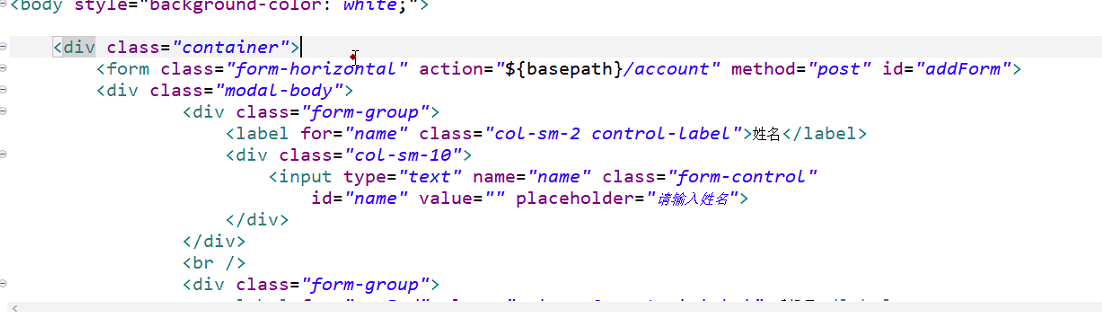 <body style="background-color: white;">
<div class="container">
<form class="form-horizontal" action="${basepath}/account" method="post" id="addForm">
<div class="modal-body">
<div class="form-group">
<label for="name" class="col-sm-2 control-label">姓名</label>
<div class="col-sm-10">
<input type="text" name="name" class="form-control"
id="name" value="" placeholder="请输入姓名">
</div>
</div>
<br />
<div class="form-group">